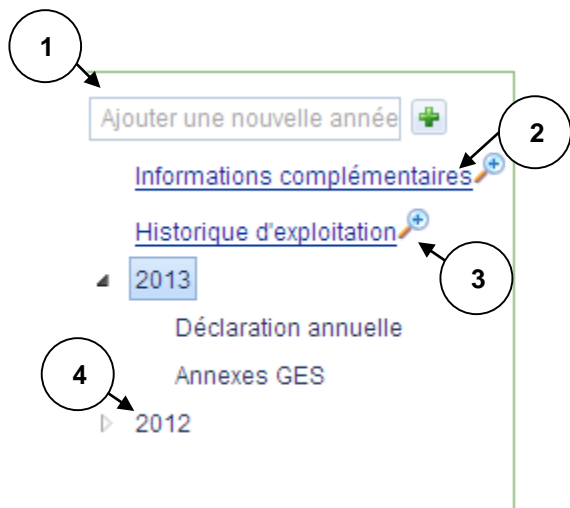 1
Ajouter une nouvelle année
2
Informations complémentaires
Historique d'exploitation
3
2013
Déclaration annuelle
Annexes GES
4
2012